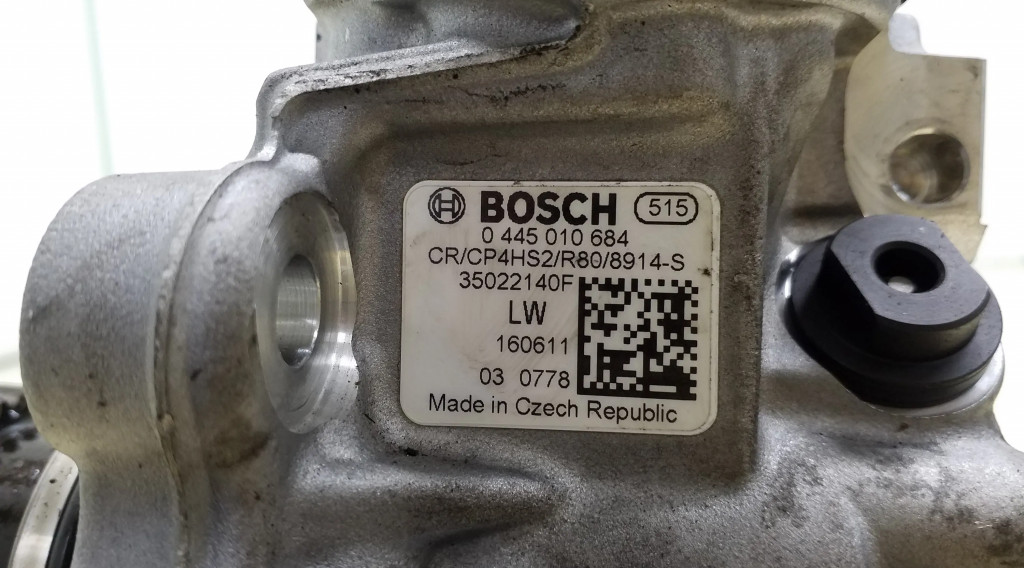 BOSCH 515
0 445 010 684
CR/CP4HS2/R80/8914-S
35022140F
LW
160611
03 0778
Made in Czech Republic